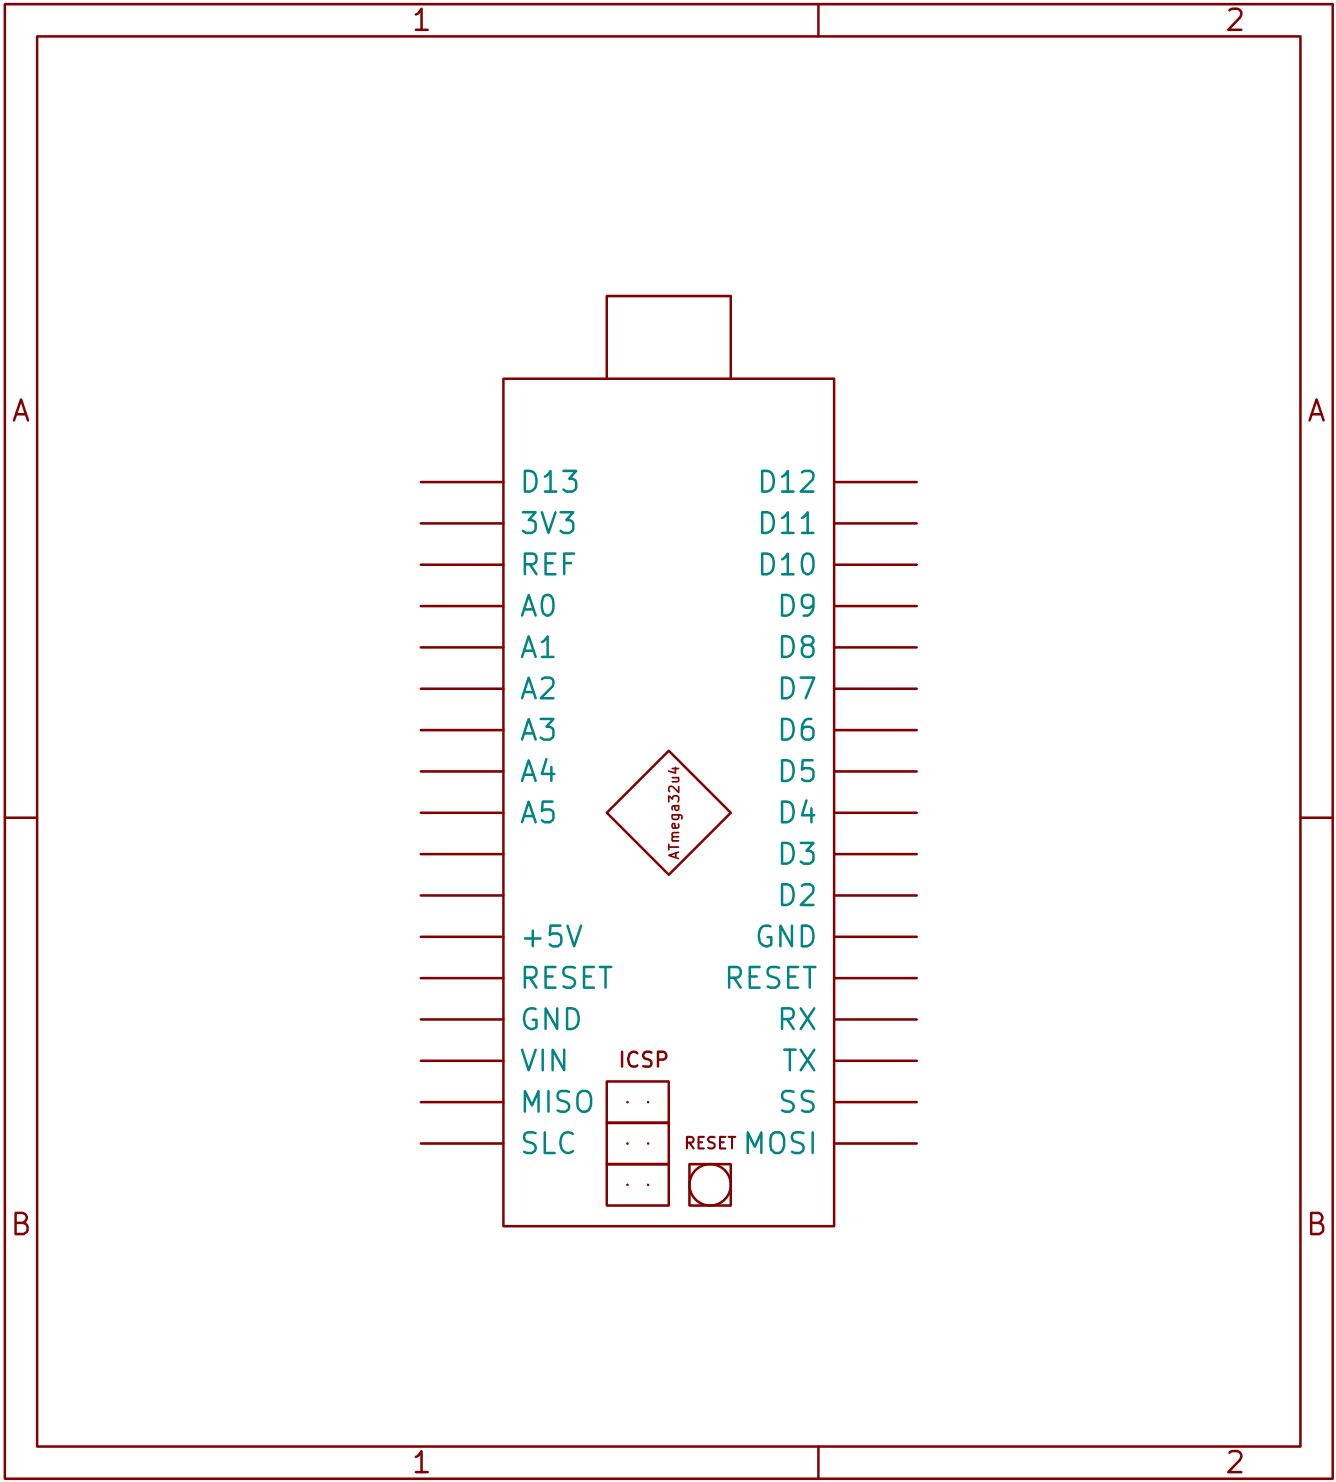 1 2
A A
D13 D12
3V3 D11
REF D10
A0 D9
A1 D8
A2 D7
A3 D6
A4 D5
ATmega32u4
A5 D4
D3
D2
+5V GND
RESET RESET
GND RX
ICSP
VIN TX
MISO SS
RESET
SLC MOSI
B B
1 2